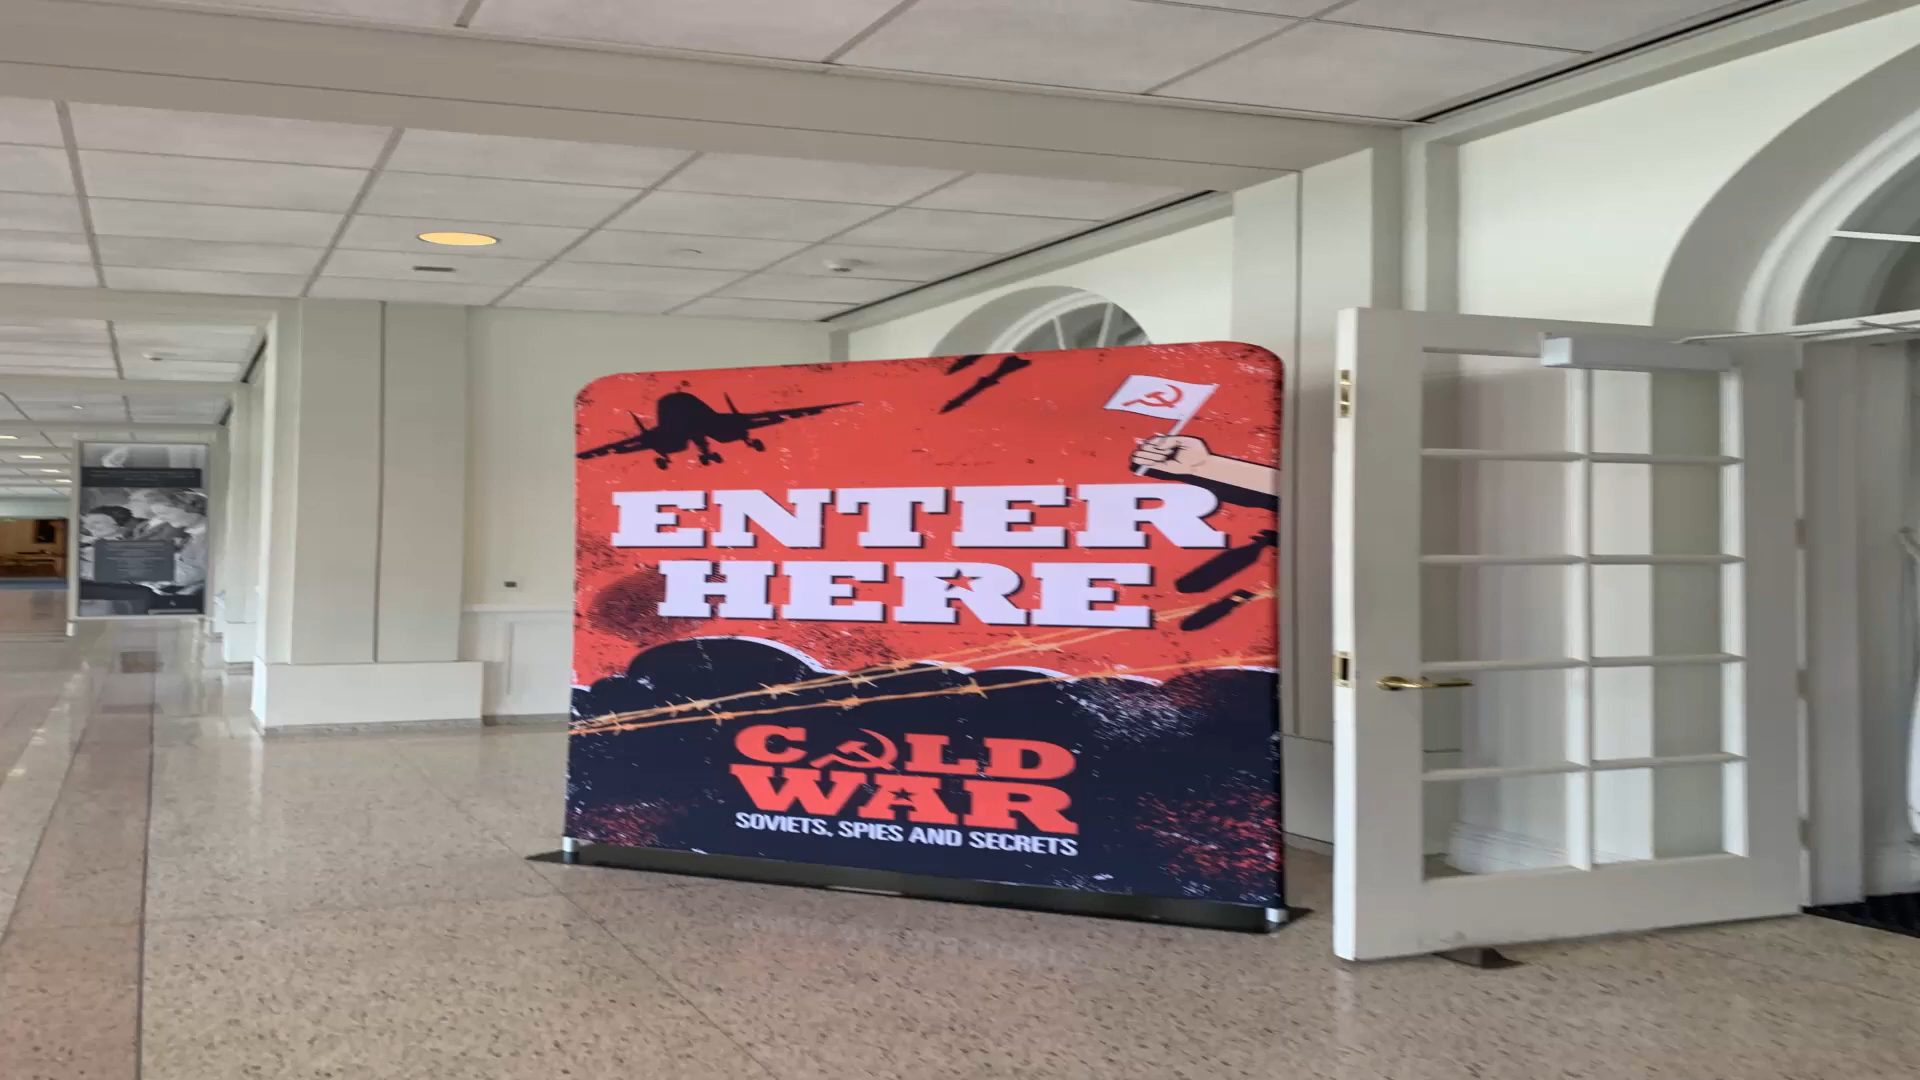 ENTER
HERE
COLD
WAR
SOVIETS, SPIES AND SECRETS